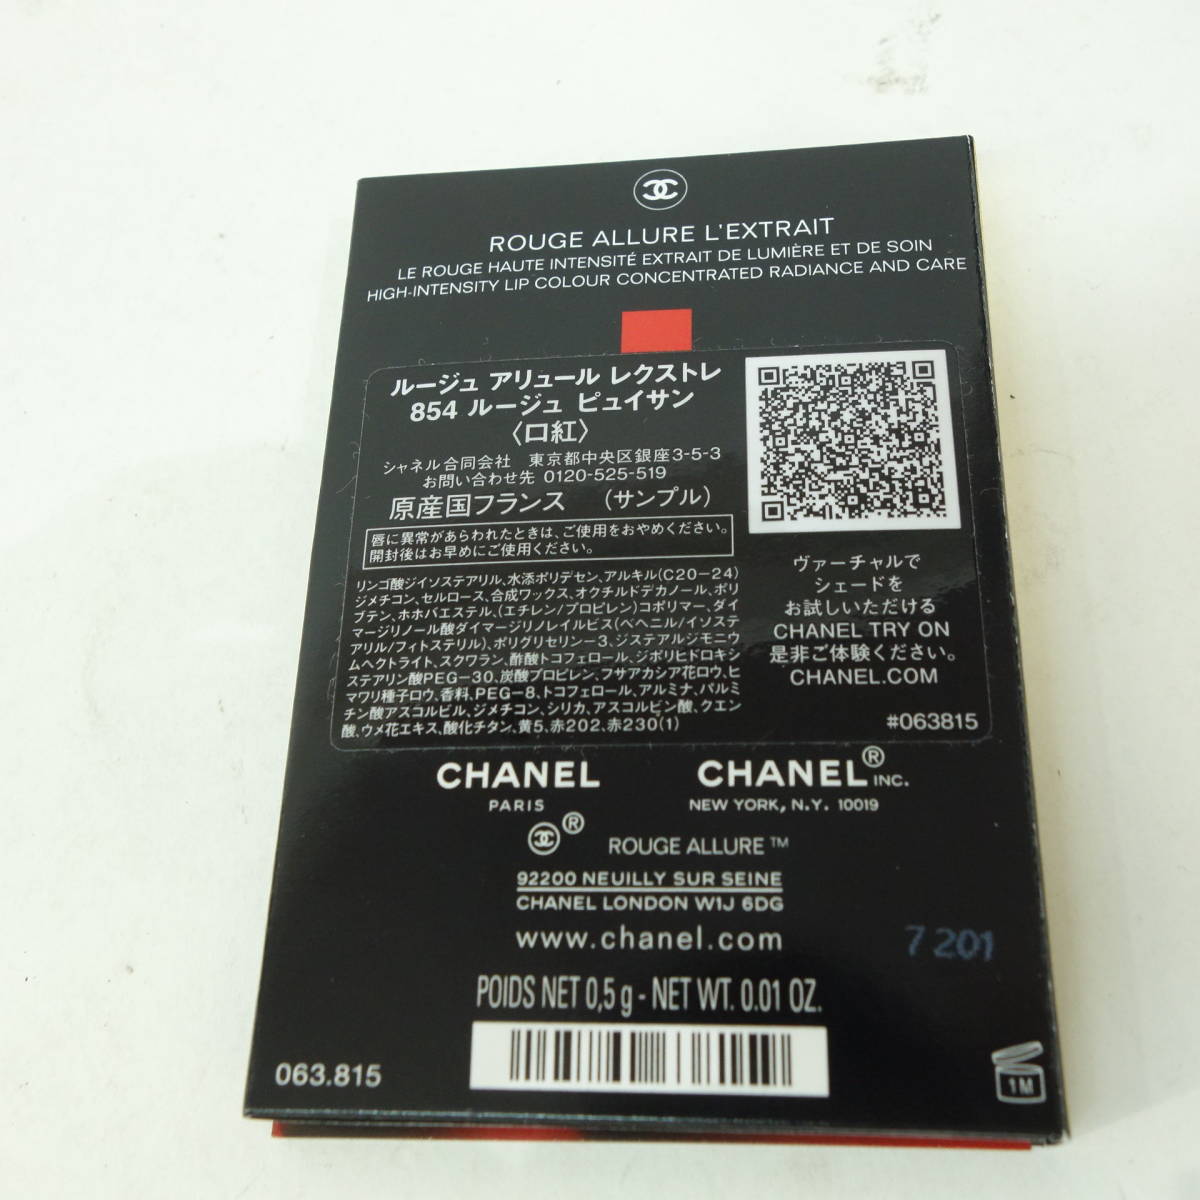 ROUGE ALLURE L'EXTRAIT
LE ROUGE HAUTE INTENSITÉ EXTRAIT DE LUMIÈRE ET DE SOIN
HIGH-INTENSITY LIP COLOUR CONCENTRATED RADIANCE AND CARE
ルージュ アリュール レクストレ
854 ルージュ ピュイサン
〈口紅〉
シャネル合同会社 東京都中央区銀座3-5-3
お問い合わせ先 0120-525-519
原産国フランス (サンプル)
唇に異常があらわれたときは、ご使用をおやめください。
開封後はお早めにご使用ください。
リンゴ酸ジイソステアリル、水添ポリデセン、アルキル(C20-24)
ジメチコン、セルロース、合成ワックス、オクチルドデカノール、ポリ
ブテン、ホホバエステル、(エチレン/プロピレン)コポリマー、ダイ
マージリノール酸ダイマージリノレイルビス(ベヘニル/イソステ
アリル/フィトステリル)、ポリグリセリン-3、ジステアルジモニウ
ムヘクトライト、スクワラン、酢酸トコフェロール、ジポリヒドロキシ
ステアリン酸PEG-30、炭酸プロピレン、フサアカシア花ロウ、ヒ
マワリ種子ロウ、香料、PEG-8、トコフェロール、アルミナ、パルミ
チン酸アスコルビル、ジメチコン、シリカ、アスコルビン酸、クエン
酸、ウメ花エキス、酸化チタン、黄5、赤202、赤230(1)
ヴァーチャルで
シェードを
お試しいただける
CHANEL TRY ON
是非ご体験ください。
CHANEL.COM
#063815
CHANEL
PARIS
CHANEL® INC.
NEW YORK, N.Y. 10019
® ROUGE ALLURE™
92200 NEUILLY SUR SEINE
CHANEL LONDON W1J 6DG
www.chanel.com
7201
POIDS NET 0,5 g - NET WT. 0.01 OZ.
063.815
1M